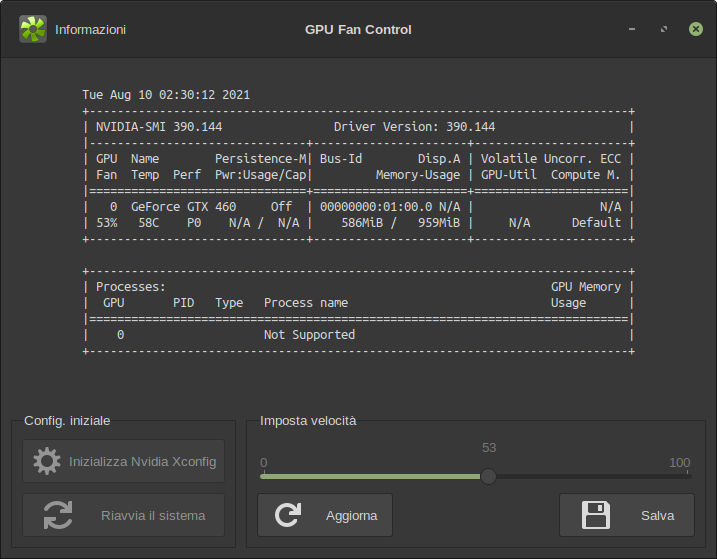 Informazioni
GPU Fan Control
Tue Aug 10 02:30:12 2021
+-----------------------------------------------------------------------------+
| NVIDIA-SMI 390.144                Driver Version: 390.144                   |
|-------------------------------+----------------------+----------------------+
| GPU  Name        Persistence-M| Bus-Id        Disp.A | Volatile Uncorr. ECC |
| Fan  Temp  Perf  Pwr:Usage/Cap|         Memory-Usage | GPU-Util  Compute M. |
|===============================+======================+======================|
|   0  GeForce GTX 460     Off  | 00000000:01:00.0 N/A |                  N/A |
| 53%   58C    P0    N/A /  N/A |    586MiB /   959MiB |     N/A      Default |
+-------------------------------+----------------------+----------------------+
+-----------------------------------------------------------------------------+
| Processes:                                                       GPU Memory |
|  GPU       PID   Type   Process name                             Usage      |
|=============================================================================|
|    0                    Not Supported                                       |
+-----------------------------------------------------------------------------+
Config. iniziale
Inizializza Nvidia Xconfig
Riavvia il sistema
Imposta velocità
53
0 100
Aggiorna
Salva